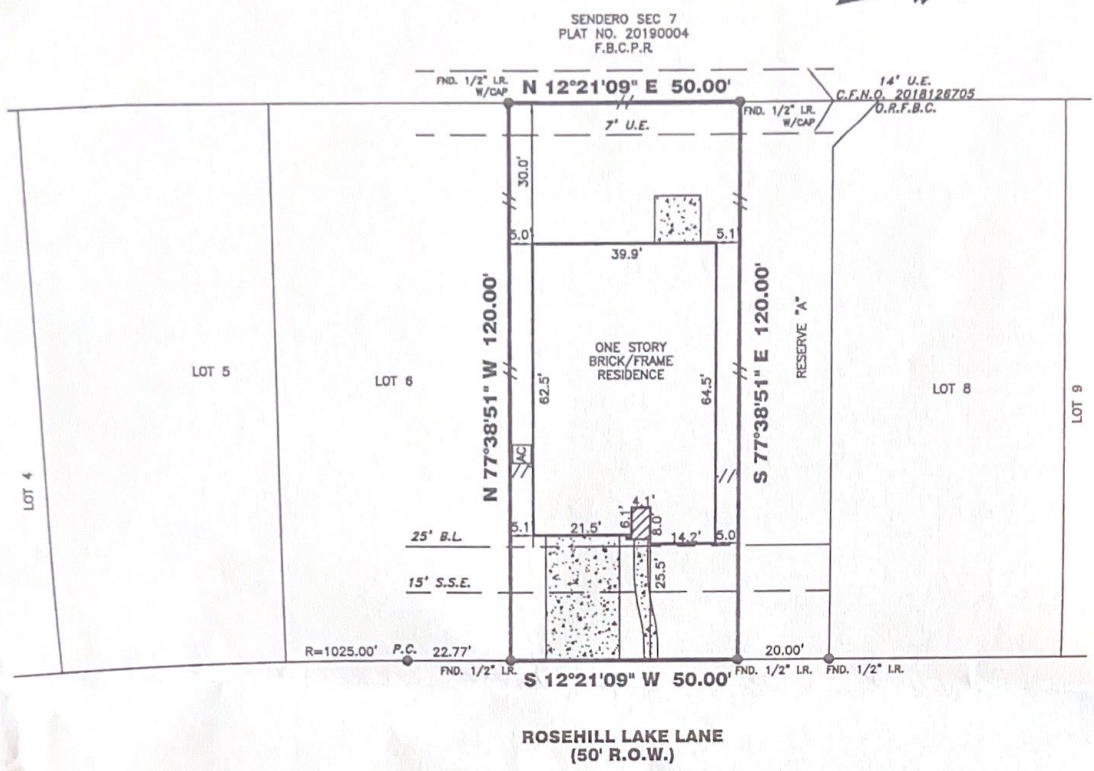 SENDERO SEC 7
PLAT NO. 20190004
F.B.C.P.R
FND. 1/2" I.R.
W/CAP
N 12°21'09" E 50.00'
14' U.E.
C.F.N.O. 2018126705
O.R.F.B.C.
FND. 1/2" I.R.
W/CAP
7' U.E.
30.0'
5.0'
5.1'
39.9'
N 77°38'51" W 120.00'
S 77°38'51" E 120.00'
ONE STORY
BRICK/FRAME
RESIDENCE
62.5'
64.5'
RESERVE "A"
LOT 4
LOT 5
LOT 6
LOT 8
LOT 9
AC
4.1'
6.1'
8.0'
5.1'
21.5'
14.2'
5.0'
25' B.L.
25.5'
15' S.S.E.
R=1025.00'
P.C.
22.77'
20.00'
FND. 1/2" I.R.
S 12°21'09" W 50.00'
FND. 1/2" I.R.
FND. 1/2" I.R.
ROSEHILL LAKE LANE
(50' R.O.W.)